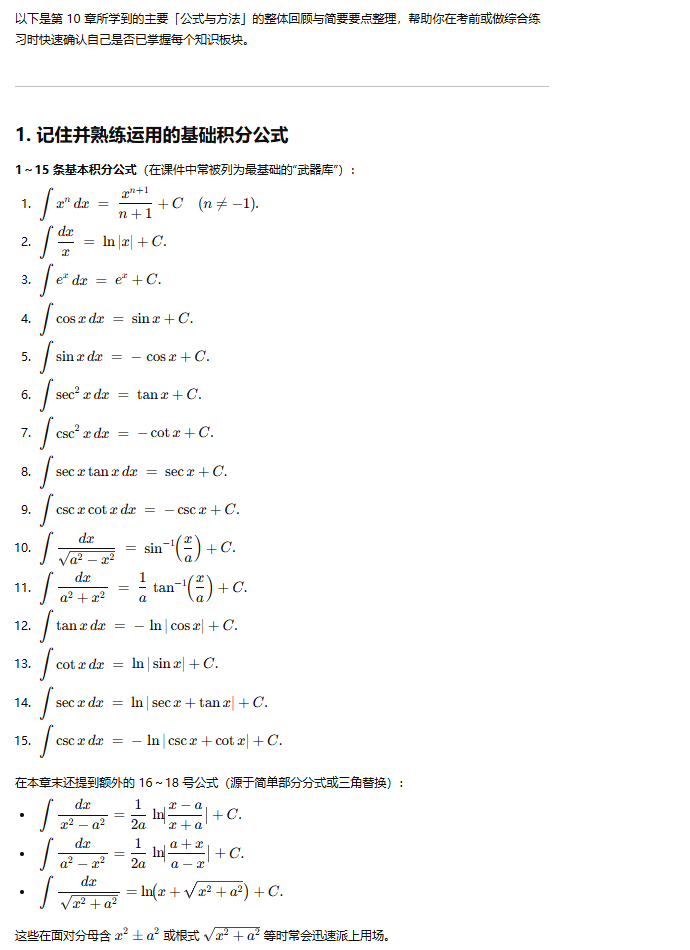 以下是第 10 章所学到的主要「公式与方法」的整体回顾与简要要点整理，帮助你在考前或做综合练
习时快速确认自己是否已掌握每个知识板块。
1. 记住并熟练运用的基础积分公式
1～15 条基本积分公式（在课件中常被列为最基础的“武器库”）：
1. ∫ xⁿ dx = xⁿ⁺¹/(n+1) + C (n ≠ −1).
2. ∫ dx/x = ln|x| + C.
3. ∫ eˣ dx = eˣ + C.
4. ∫ cos x dx = sin x + C.
5. ∫ sin x dx = − cos x + C.
6. ∫ sec² x dx = tan x + C.
7. ∫ csc² x dx = − cot x + C.
8. ∫ sec x tan x dx = sec x + C.
9. ∫ csc x cot x dx = − csc x + C.
10. ∫ dx/√(a² − x²) = sin⁻¹(x/a) + C.
11. ∫ dx/(a² + x²) = 1/a tan⁻¹(x/a) + C.
12. ∫ tan x dx = − ln|cos x| + C.
13. ∫ cot x dx = ln|sin x| + C.
14. ∫ sec x dx = ln|sec x + tan x| + C.
15. ∫ csc x dx = − ln|csc x + cot x| + C.
在本章末还提到额外的 16～18 号公式（源于简单部分分式或三角替换）：
• ∫ dx/(x² − a²) = 1/(2a) ln|(x − a)/(x + a)| + C.
• ∫ dx/(a² − x²) = 1/(2a) ln|(a + x)/(a − x)| + C.
• ∫ dx/√(x² + a²) = ln(x + √(x² + a²)) + C.
这些在面对分母含 x² ± a² 或根式 √(x² + a²) 等时常会迅速派上用场。